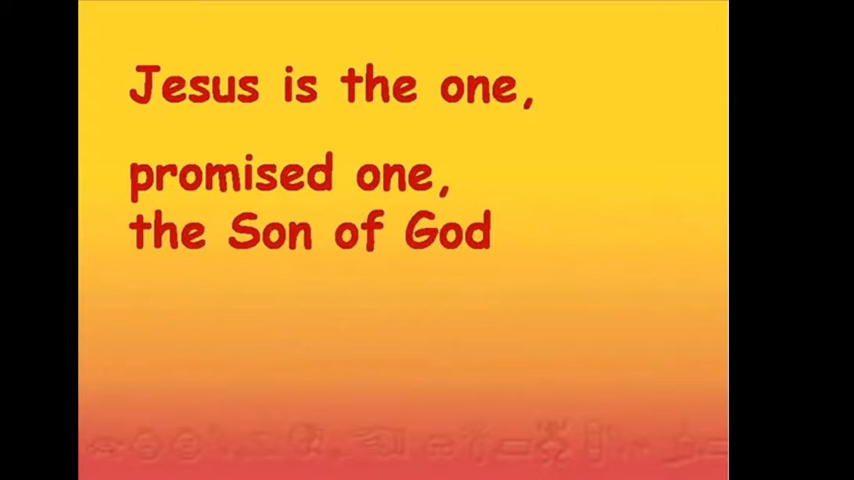 Jesus is the one,
promised one,
the Son of God